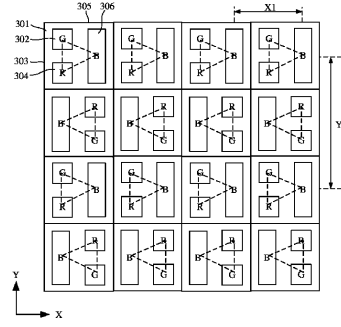 305 X1
301 306
302 G G G G
B B B B
303
304 R R R R
R R R R
B B B B Y
G G G G
G G G G
B B B B
R R R R
R R R R
B B B B
G G G G
Y
X